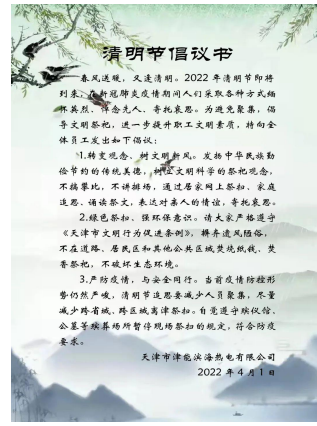 清明节倡议书
春风送暖，又逢清明。2022年清明节即将
到来，在新冠肺炎疫情期间人们采取各种方式缅
怀英烈、悼念先人、寄托哀思。为避免聚集，倡
导文明祭祀，进一步提升职工文明素质，特向全
体员工发出如下倡议：
1.转变观念、树文明新风。发扬中华民族勤
俭节约的传统美德，树立文明科学的祭祀观念，
不搞攀比，不讲排场，通过居家网上祭扫、家庭
追思、诵读祭文，表达对亲人的情谊，寄托哀思。
2.绿色祭扫、强环保意识。请大家严格遵守
《天津市文明行为促进条例》，摒弃遗风陋俗，
不在道路、居民区和其他公共区域焚烧纸钱、焚
香祭祀，不破坏生态环境。
3.严防疫情，与安全同行。当前疫情防控形
势仍然严峻，清明节追思要减少人员聚集，尽量
减少跨省域、跨区域离津祭扫。自觉遵守殡仪馆、
公墓等殡葬场所暂停现场祭扫的规定，符合防疫
要求。
天津市津能滨海热电有限公司
2022年4月1日